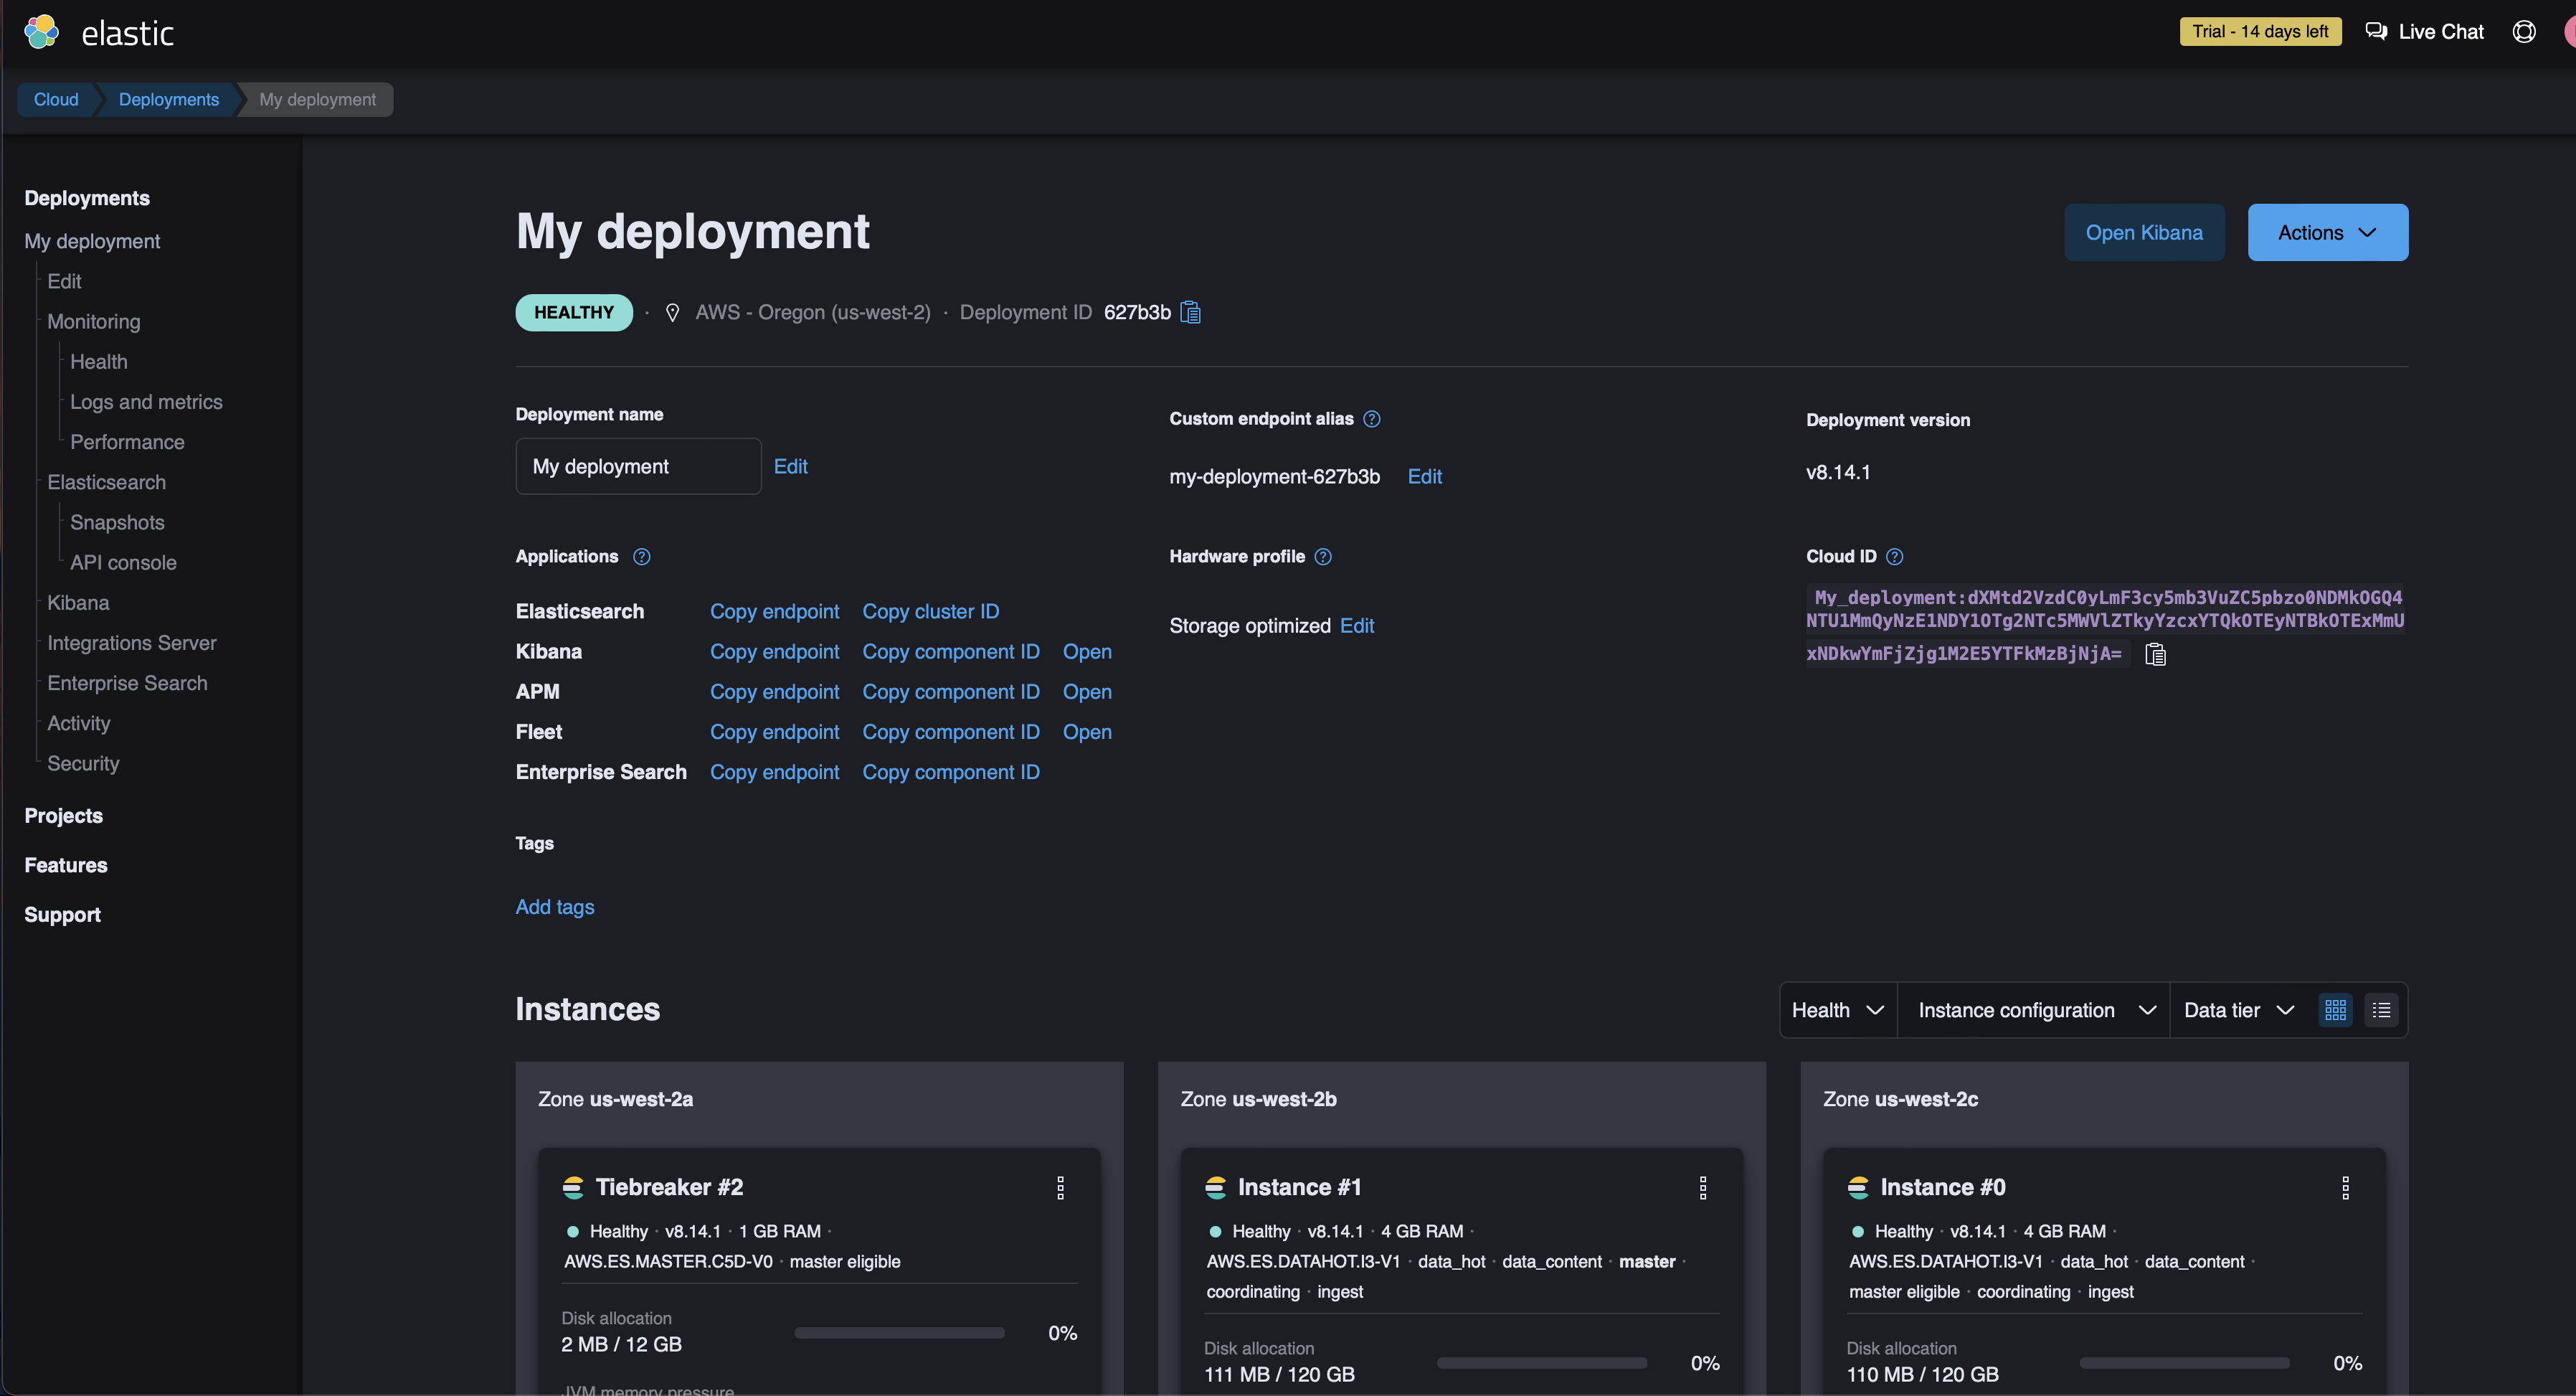 elastic
Trial - 14 days left
Live Chat
Cloud
Deployments
My deployment
Deployments
My deployment
Edit
Monitoring
Health
Logs and metrics
Performance
Elasticsearch
Snapshots
API console
Kibana
Integrations Server
Enterprise Search
Activity
Security
Projects
Features
Support
My deployment
Open Kibana
Actions
HEALTHY · AWS - Oregon (us-west-2) · Deployment ID 627b3b
Deployment name
My deployment Edit
Custom endpoint alias
my-deployment-627b3b Edit
Deployment version
v8.14.1
Applications
Elasticsearch Copy endpoint Copy cluster ID
Kibana Copy endpoint Copy component ID Open
APM Copy endpoint Copy component ID Open
Fleet Copy endpoint Copy component ID Open
Enterprise Search Copy endpoint Copy component ID
Hardware profile
Storage optimized Edit
Cloud ID
My_deployment:dXMtd2VzdC0yLmF3cy5mb3VuZC5pbzo0NDMkOGQ4
NTU1MmQyNzE1NDY1OTg2NTc5MWVlZTkyYzcxYTQkOTEyNTBkOTExMmU
xNDkwYmFjZjg1M2E5YTFkMzBjNjA=
Tags
Add tags
Instances
Health
Instance configuration
Data tier
Zone us-west-2a
Tiebreaker #2
Healthy · v8.14.1 · 1 GB RAM ·
AWS.ES.MASTER.C5D-V0 · master eligible
Disk allocation
2 MB / 12 GB
0%
JVM memory pressure
Zone us-west-2b
Instance #1
Healthy · v8.14.1 · 4 GB RAM ·
AWS.ES.DATAHOT.I3-V1 · data_hot · data_content · master ·
coordinating · ingest
Disk allocation
111 MB / 120 GB
0%
Zone us-west-2c
Instance #0
Healthy · v8.14.1 · 4 GB RAM ·
AWS.ES.DATAHOT.I3-V1 · data_hot · data_content ·
master eligible · coordinating · ingest
Disk allocation
110 MB / 120 GB
0%